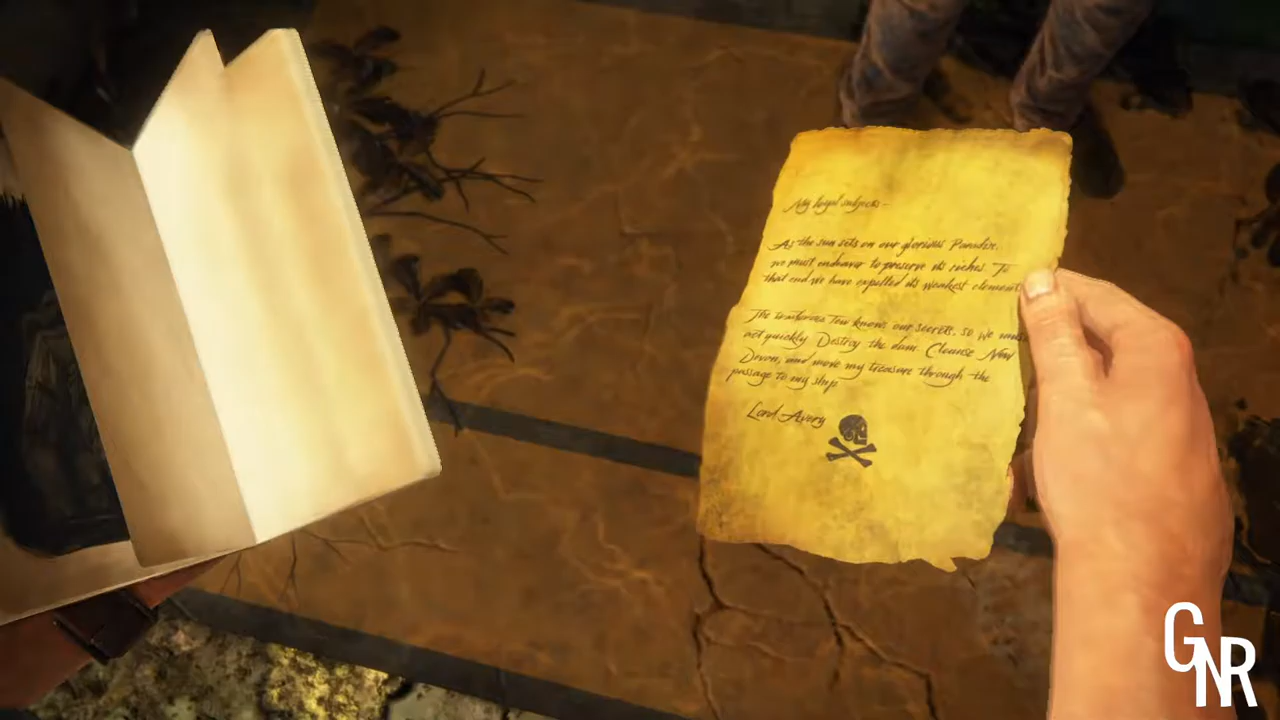 My loyal subjects –
As the sun sets on our glorious Paradise,
we must endeavor to preserve its riches. To
that end we have expelled its weakest elements
The traitorous Tew knows our secrets, so we must
act quickly. Destroy the dam. Cleanse New
Devon, and move my treasure through the
passage to my ship
Lord Avery
GNR